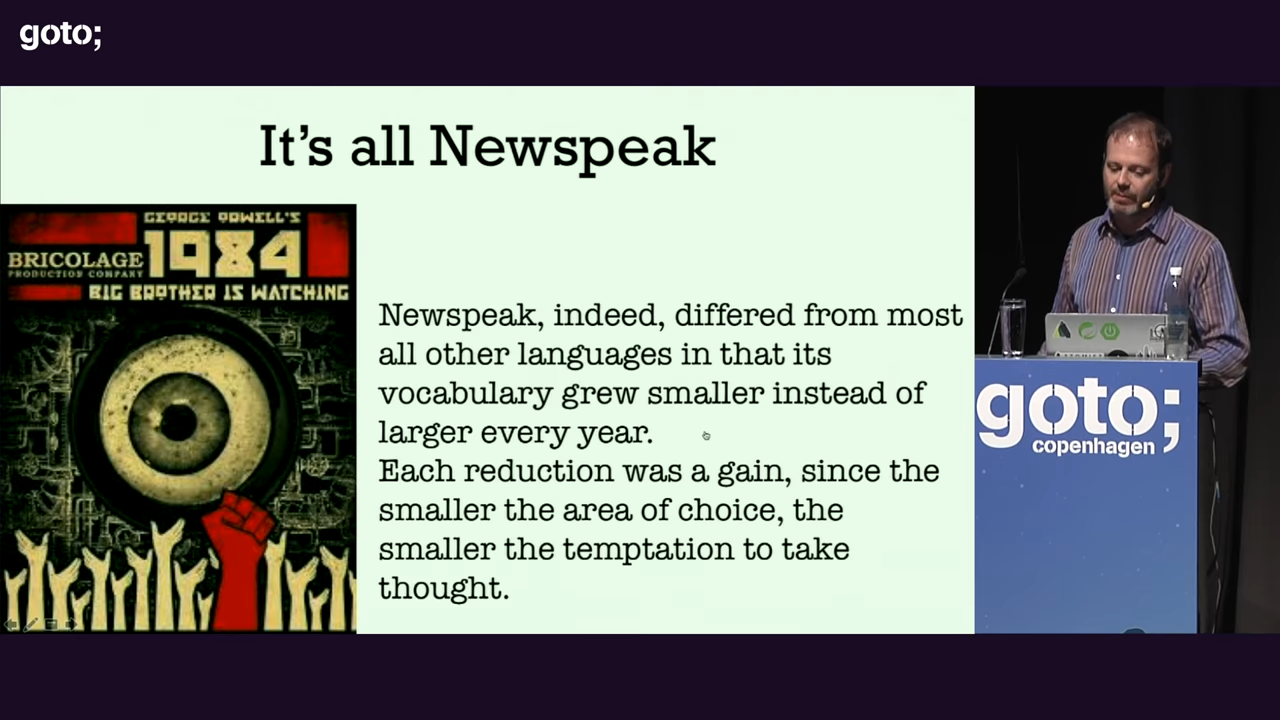 goto;
It's all Newspeak
GEORGE ORWELL'S
1984
BRICOLAGE
PRODUCTION COMPANY
BIG BROTHER IS WATCHING
Newspeak, indeed, differed from most
all other languages in that its
vocabulary grew smaller instead of
larger every year.
Each reduction was a gain, since the
smaller the area of choice, the
smaller the temptation to take
thought.
goto;
copenhagen